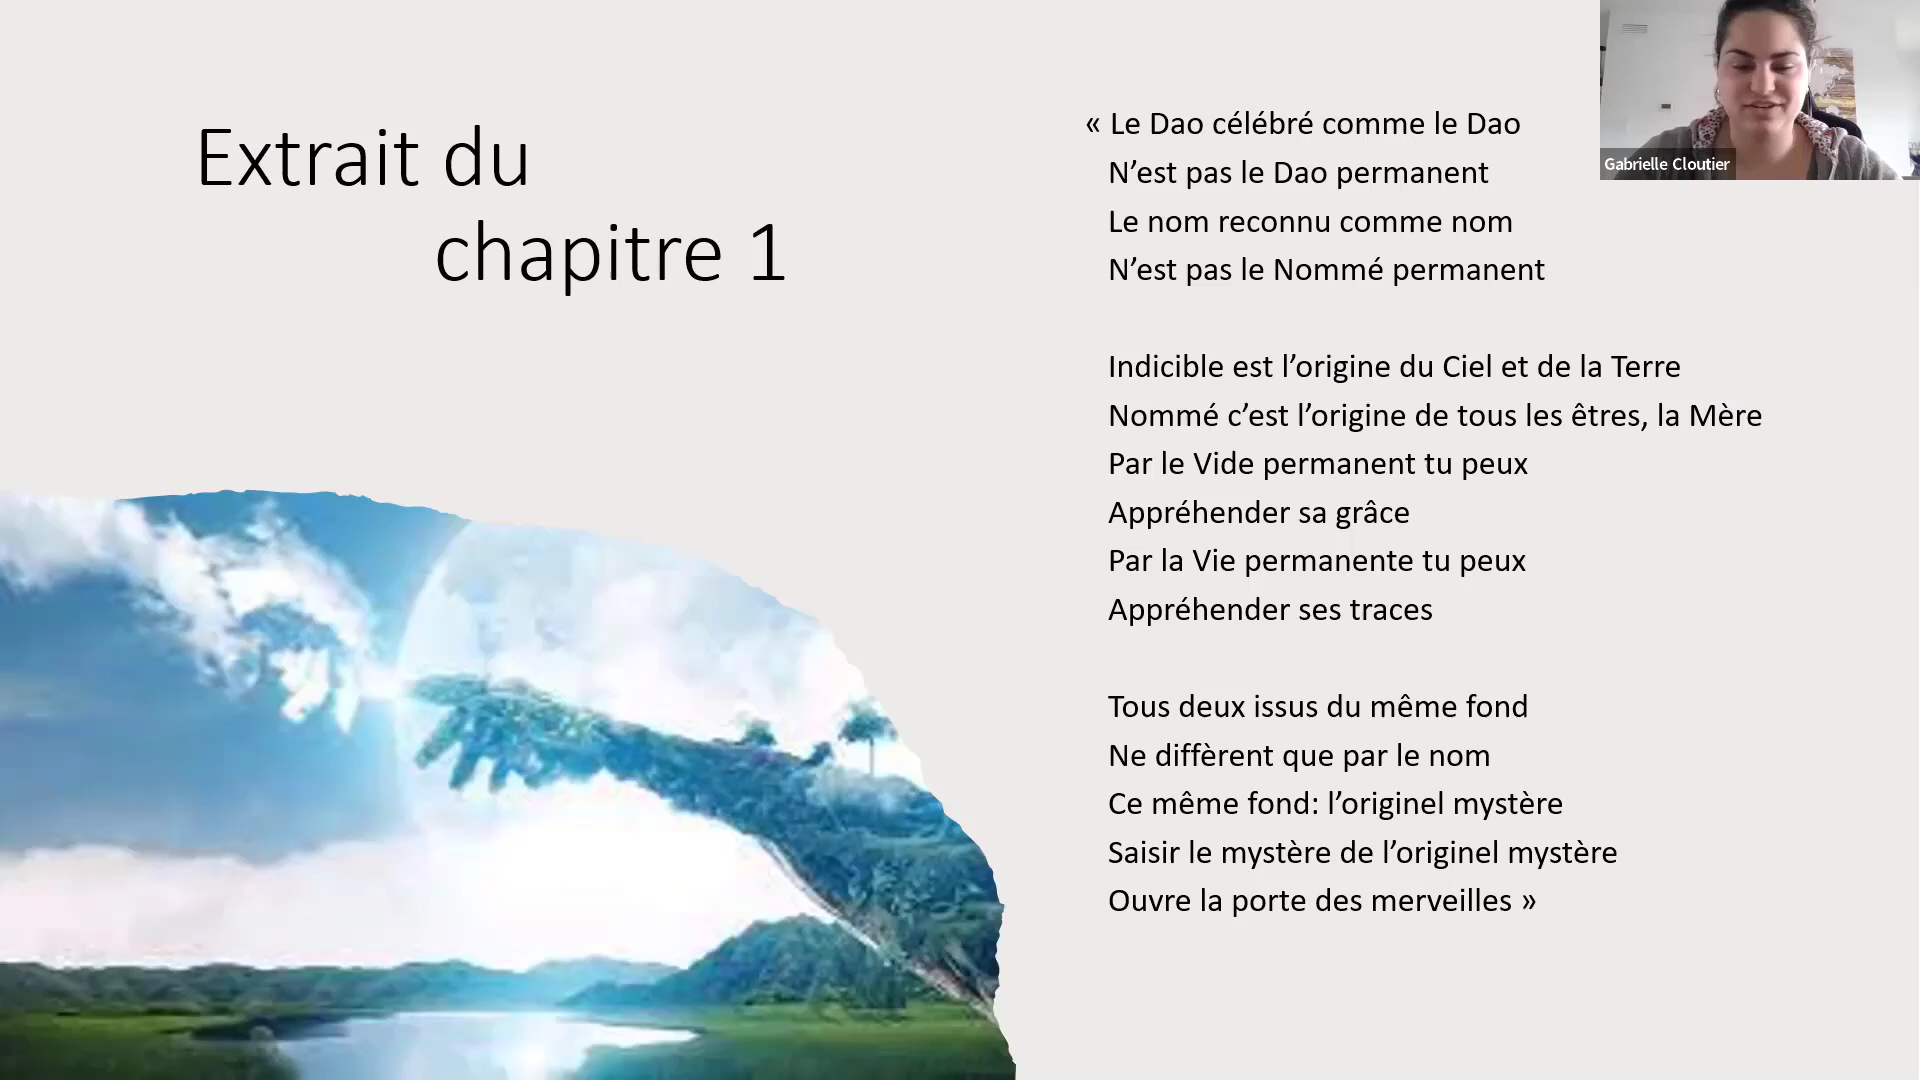 Extrait du
chapitre 1
« Le Dao célébré comme le Dao
N’est pas le Dao permanent
Le nom reconnu comme nom
N’est pas le Nommé permanent
Indicible est l’origine du Ciel et de la Terre
Nommé c’est l’origine de tous les êtres, la Mère
Par le Vide permanent tu peux
Appréhender sa grâce
Par la Vie permanente tu peux
Appréhender ses traces
Tous deux issus du même fond
Ne diffèrent que par le nom
Ce même fond: l’originel mystère
Saisir le mystère de l’originel mystère
Ouvre la porte des merveilles »
Gabrielle Cloutier